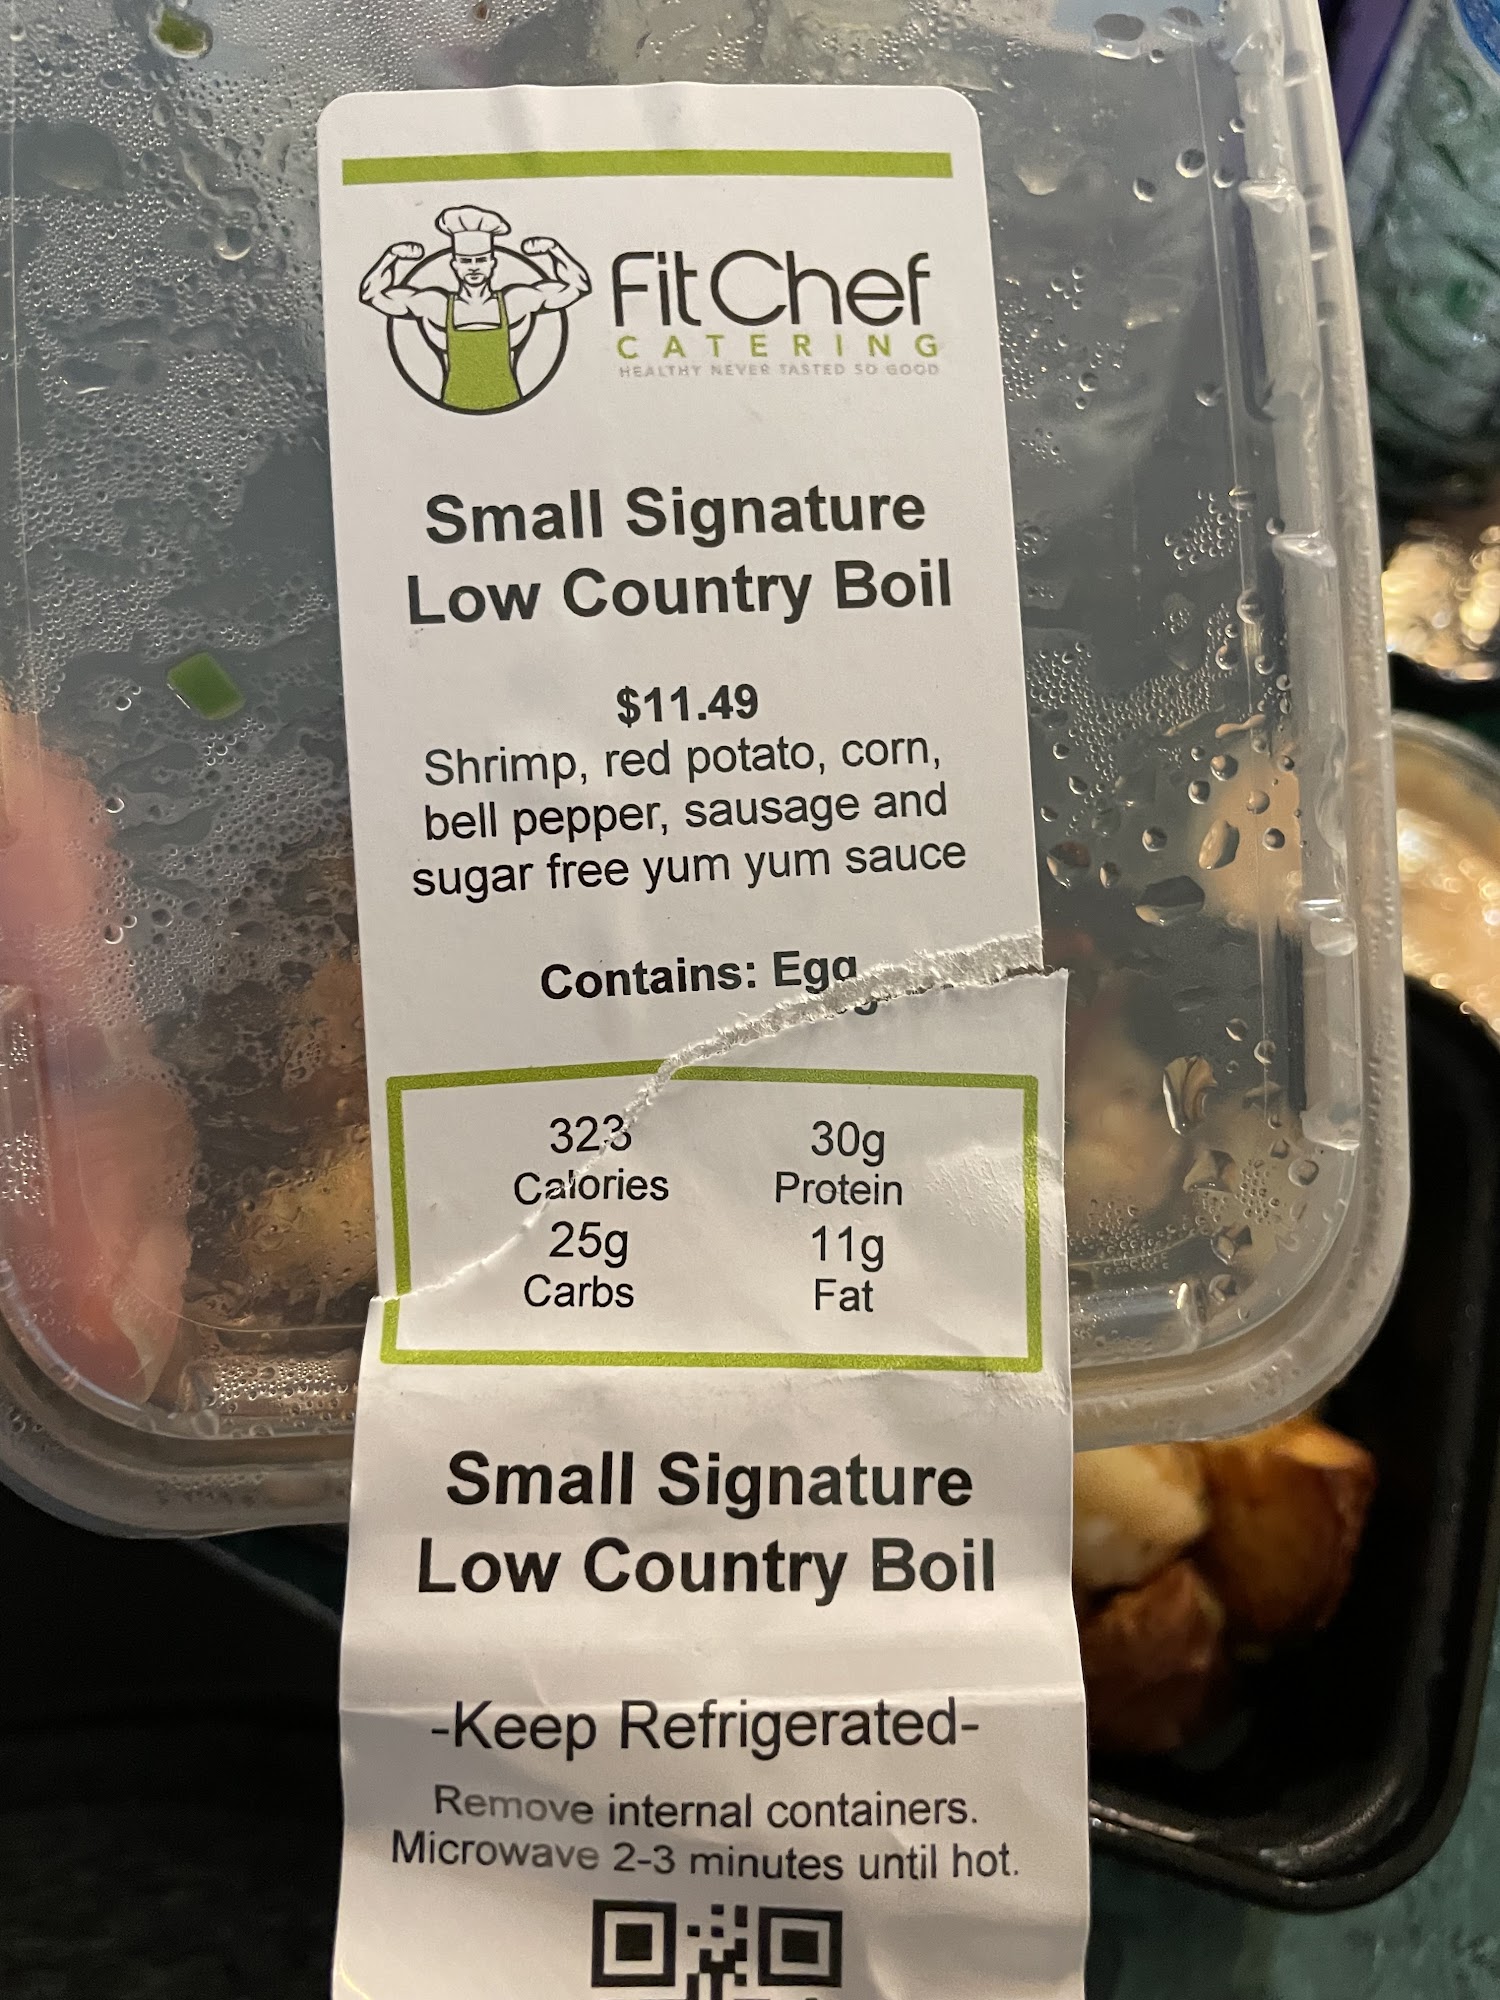 FitChef
CATERING
HEALTHY NEVER TASTED SO GOOD
Small Signature
Low Country Boil
$11.49
Shrimp, red potato, corn,
bell pepper, sausage and
sugar free yum yum sauce
Contains: Egg
323 30g
Calories Protein
25g 11g
Carbs Fat
Small Signature
Low Country Boil
-Keep Refrigerated-
Remove internal containers.
Microwave 2-3 minutes until hot.